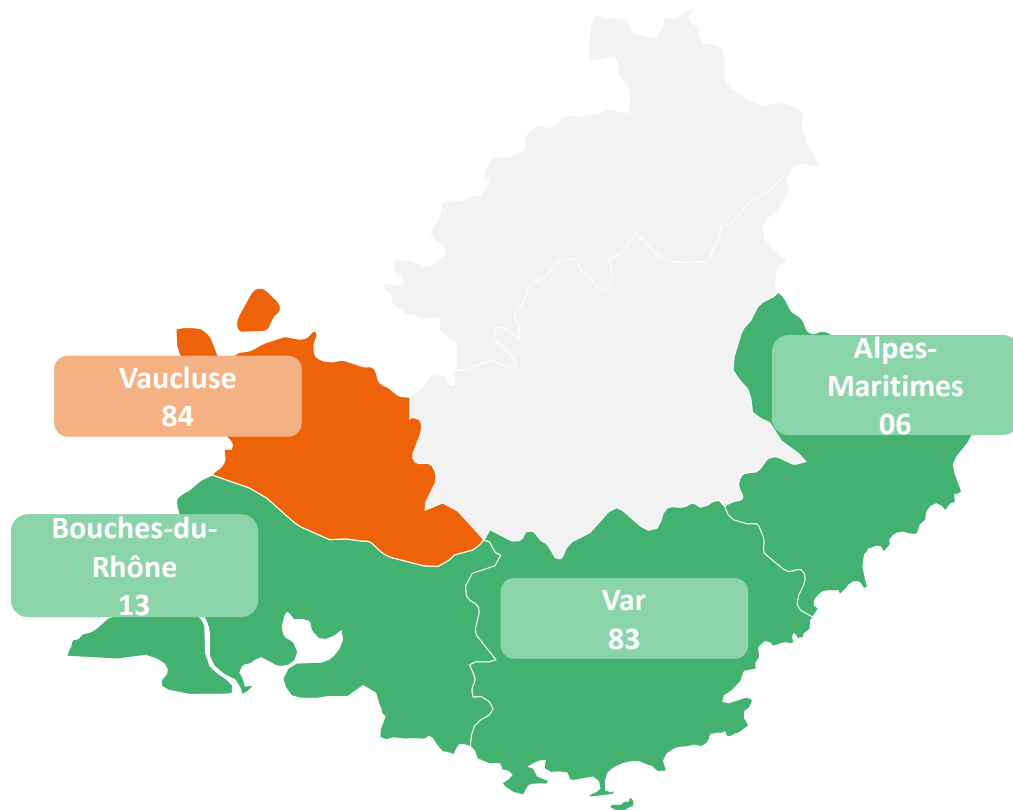 Alpes-
Maritimes
06
Vaucluse
84
Bouches-du-
Rhône
13
Var
83